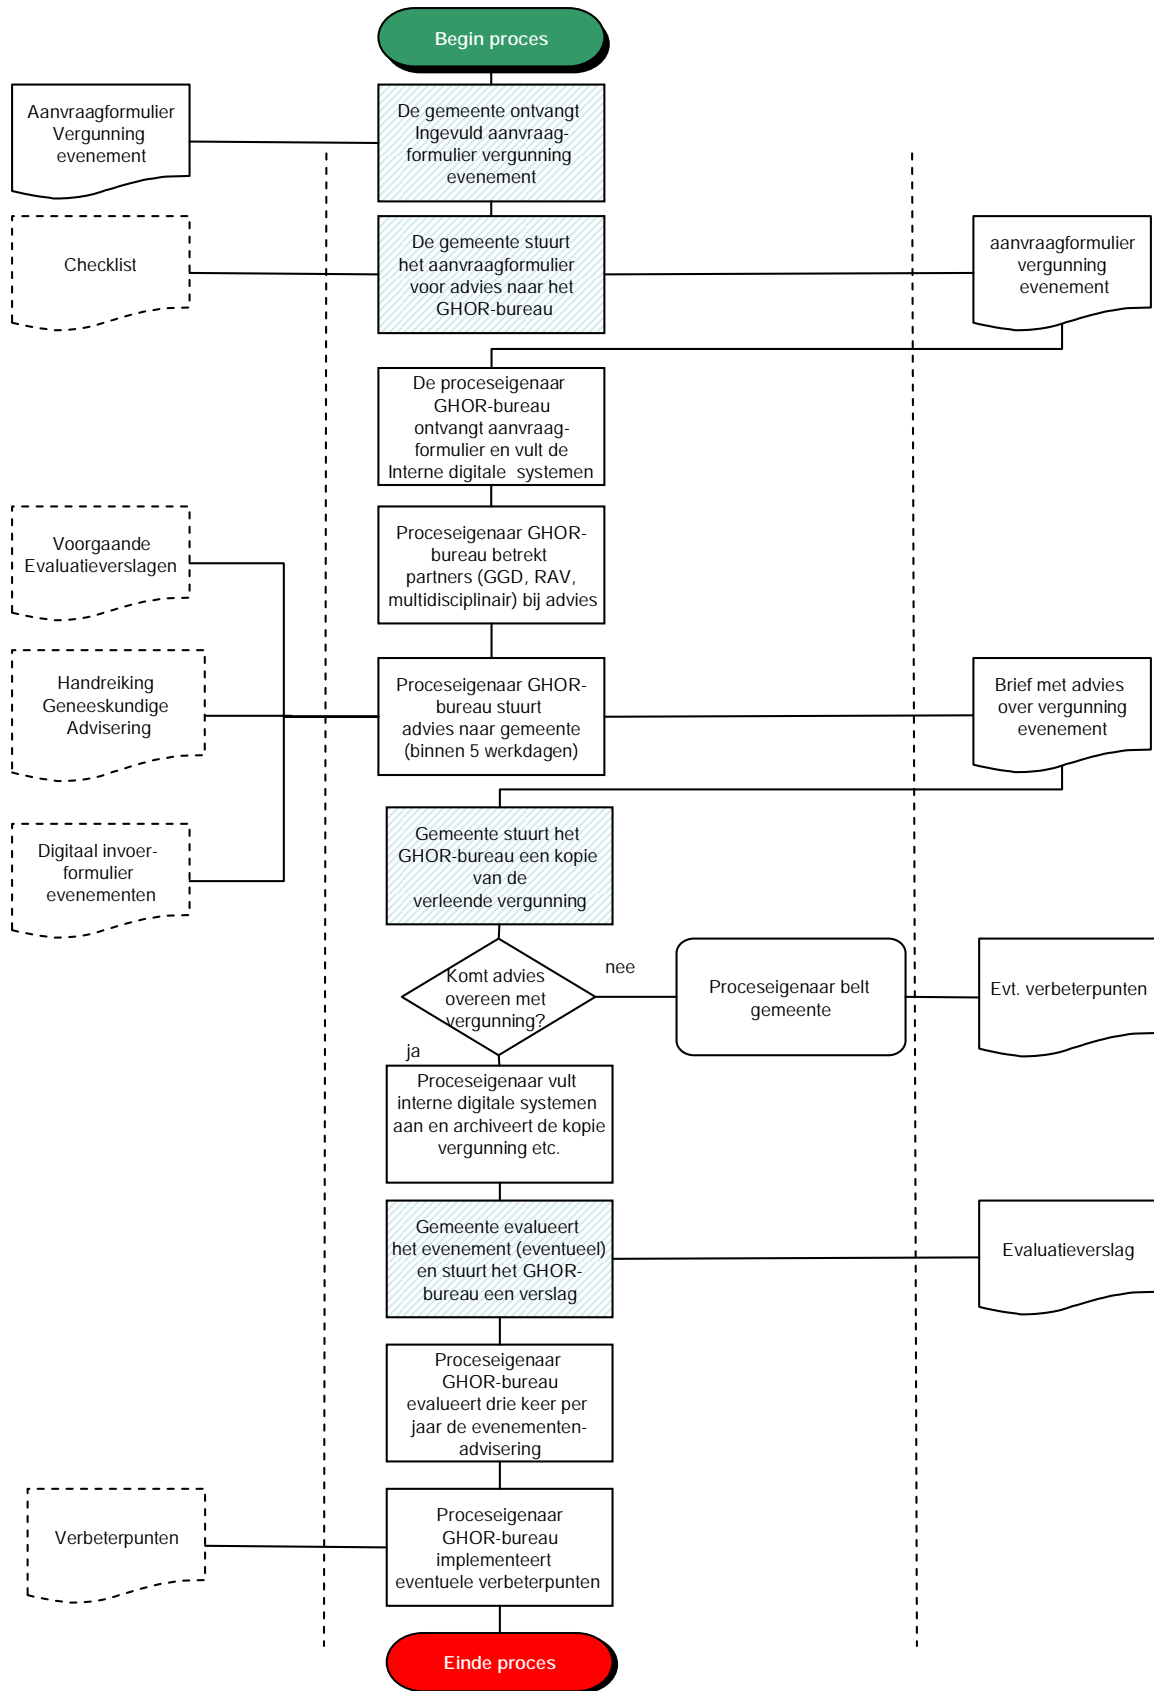 Begin proces
Aanvraagformulier
Vergunning
evenement
De gemeente ontvangt
Ingevuld aanvraag-
formulier vergunning
evenement
Checklist
De gemeente stuurt
het aanvraagformulier
voor advies naar het
GHOR-bureau
aanvraagformulier
vergunning
evenement
De proceseigenaar
GHOR-bureau
ontvangt aanvraag-
formulier en vult de
Interne digitale systemen
Voorgaande
Evaluatieverslagen
Proceseigenaar GHOR-
bureau betrekt
partners (GGD, RAV,
multidisciplinair) bij advies
Handreiking
Geneeskundige
Advisering
Proceseigenaar GHOR-
bureau stuurt
advies naar gemeente
(binnen 5 werkdagen)
Brief met advies
over vergunning
evenement
Digitaal invoer-
formulier
evenementen
Gemeente stuurt het
GHOR-bureau een kopie
van de
verleende vergunning
Komt advies
overeen met
vergunning?
nee
Proceseigenaar belt
gemeente
Evt. verbeterpunten
ja
Proceseigenaar vult
interne digitale systemen
aan en archiveert de kopie
vergunning etc.
Gemeente evalueert
het evenement (eventueel)
en stuurt het GHOR-
bureau een verslag
Evaluatieverslag
Proceseigenaar
GHOR-bureau
evalueert drie keer per
jaar de evenementen-
advisering
Verbeterpunten
Proceseigenaar
GHOR-bureau
implementeert
eventuele verbeterpunten
Einde proces